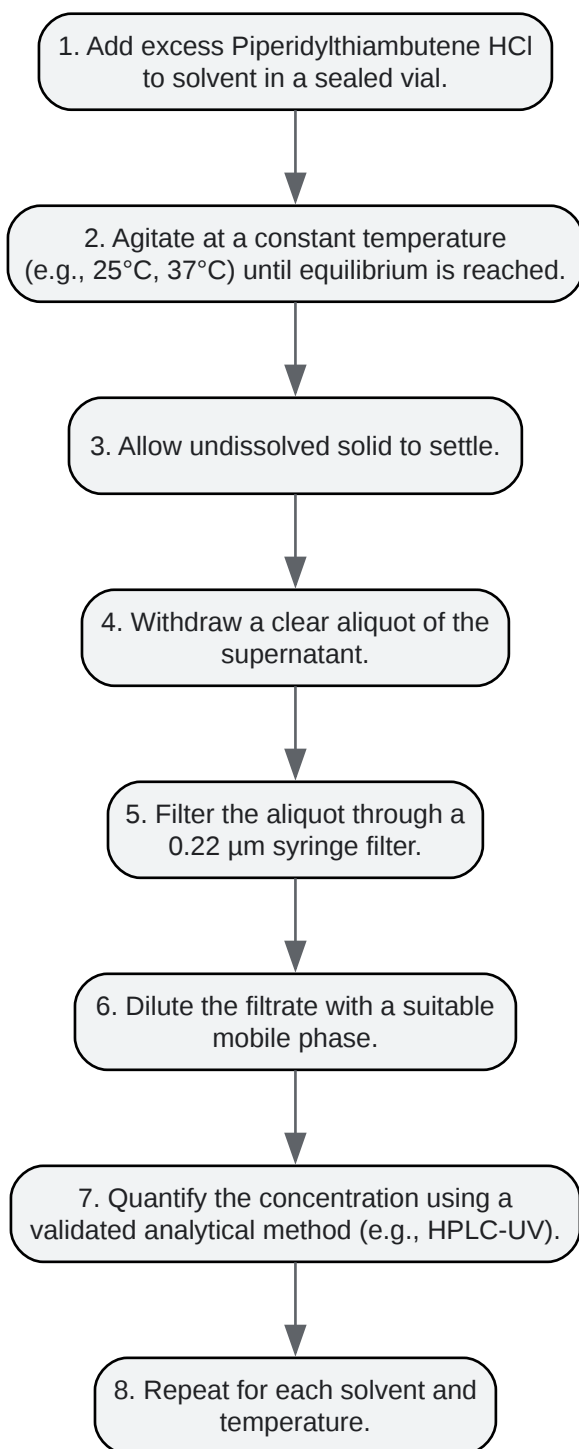 1. Add excess Piperidylthiambutene HCl
to solvent in a sealed vial.
2. Agitate at a constant temperature
(e.g., 25°C, 37°C) until equilibrium is reached.
3. Allow undissolved solid to settle.
4. Withdraw a clear aliquot of the
supernatant.
5. Filter the aliquot through a
0.22 µm syringe filter.
6. Dilute the filtrate with a suitable
mobile phase.
7. Quantify the concentration using a
validated analytical method (e.g., HPLC-UV).
8. Repeat for each solvent and
temperature.